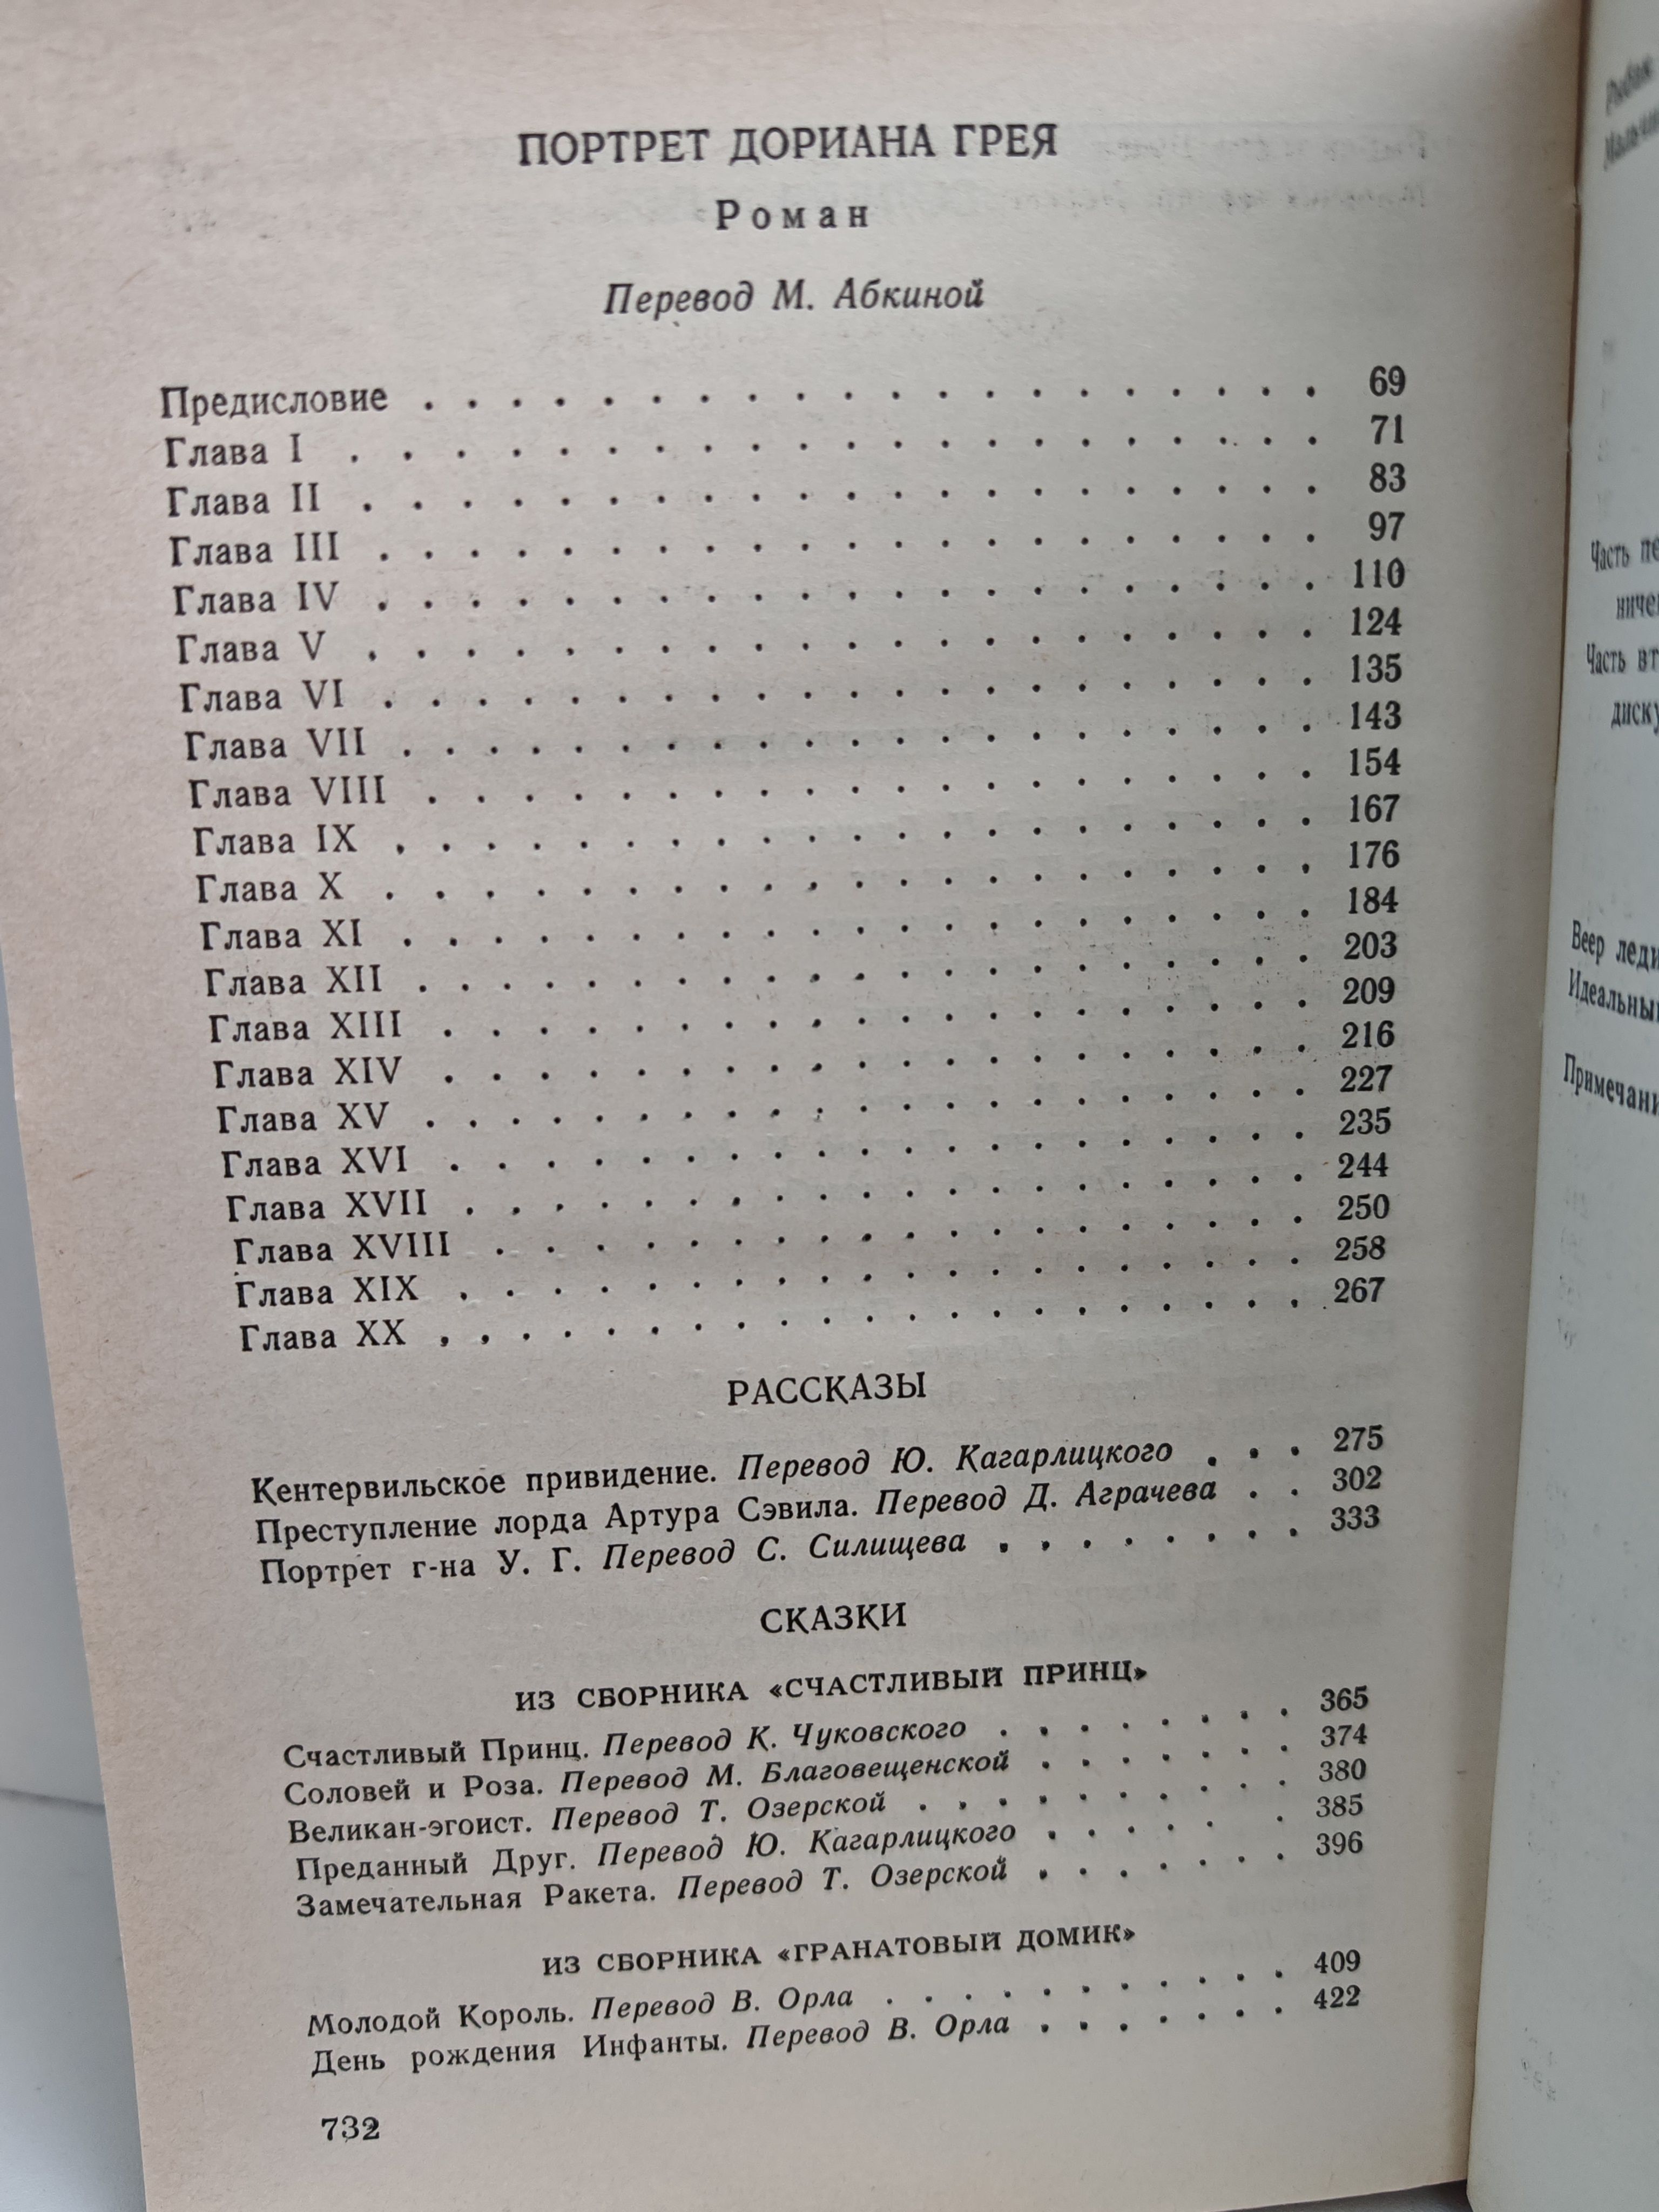 ПОРТРЕТ ДОРИАНА ГРЕЯ
Роман
Перевод М. Абкиной
Предисловие . . . . . . . . . . . . . . . . . . . . 69
Глава I . . . . . . . . . . . . . . . . . . . . . 71
Глава II . . . . . . . . . . . . . . . . . . . . . 83
Глава III . . . . . . . . . . . . . . . . . . . . . 97
Глава IV . . . . . . . . . . . . . . . . . . . . . 110
Глава V . . . . . . . . . . . . . . . . . . . . . 124
Глава VI . . . . . . . . . . . . . . . . . . . . . 135
Глава VII . . . . . . . . . . . . . . . . . . . . . 143
Глава VIII . . . . . . . . . . . . . . . . . . . . 154
Глава IX . . . . . . . . . . . . . . . . . . . . . 167
Глава X . . . . . . . . . . . . . . . . . . . . . 176
Глава XI . . . . . . . . . . . . . . . . . . . . . 184
Глава XII . . . . . . . . . . . . . . . . . . . . . 203
Глава XIII . . . . . . . . . . . . . . . . . . . . 209
Глава XIV . . . . . . . . . . . . . . . . . . . . 216
Глава XV . . . . . . . . . . . . . . . . . . . . . 227
Глава XVI . . . . . . . . . . . . . . . . . . . . 235
Глава XVII . . . . . . . . . . . . . . . . . . . . 244
Глава XVIII . . . . . . . . . . . . . . . . . . . 250
Глава XIX . . . . . . . . . . . . . . . . . . . . 258
Глава XX . . . . . . . . . . . . . . . . . . . . . 267
РАССКАЗЫ
Кентервильское привидение. Перевод Ю. Кагарлицкого . . . 275
Преступление лорда Артура Сэвила. Перевод Д. Аграчева . . 302
Портрет г-на У. Г. Перевод С. Силищева . . . . . . . . 333
СКАЗКИ
ИЗ СБОРНИКА «СЧАСТЛИВЫЙ ПРИНЦ»
Счастливый Принц. Перевод К. Чуковского . . . . . . . . 365
Соловей и Роза. Перевод М. Благовещенской . . . . . . . 374
Великан-эгоист. Перевод Т. Озерской . . . . . . . . . . 380
Преданный Друг. Перевод Ю. Кагарлицкого . . . . . . 385
Замечательная Ракета. Перевод Т. Озерской . . . . . . . 396
ИЗ СБОРНИКА «ГРАНАТОВЫЙ ДОМИК»
Молодой Король. Перевод В. Орла . . . . . . . . . . . 409
День рождения Инфанты. Перевод В. Орла . . . . . . . 422
732
Рыбак
Часть
Часть
Веер
Примечани